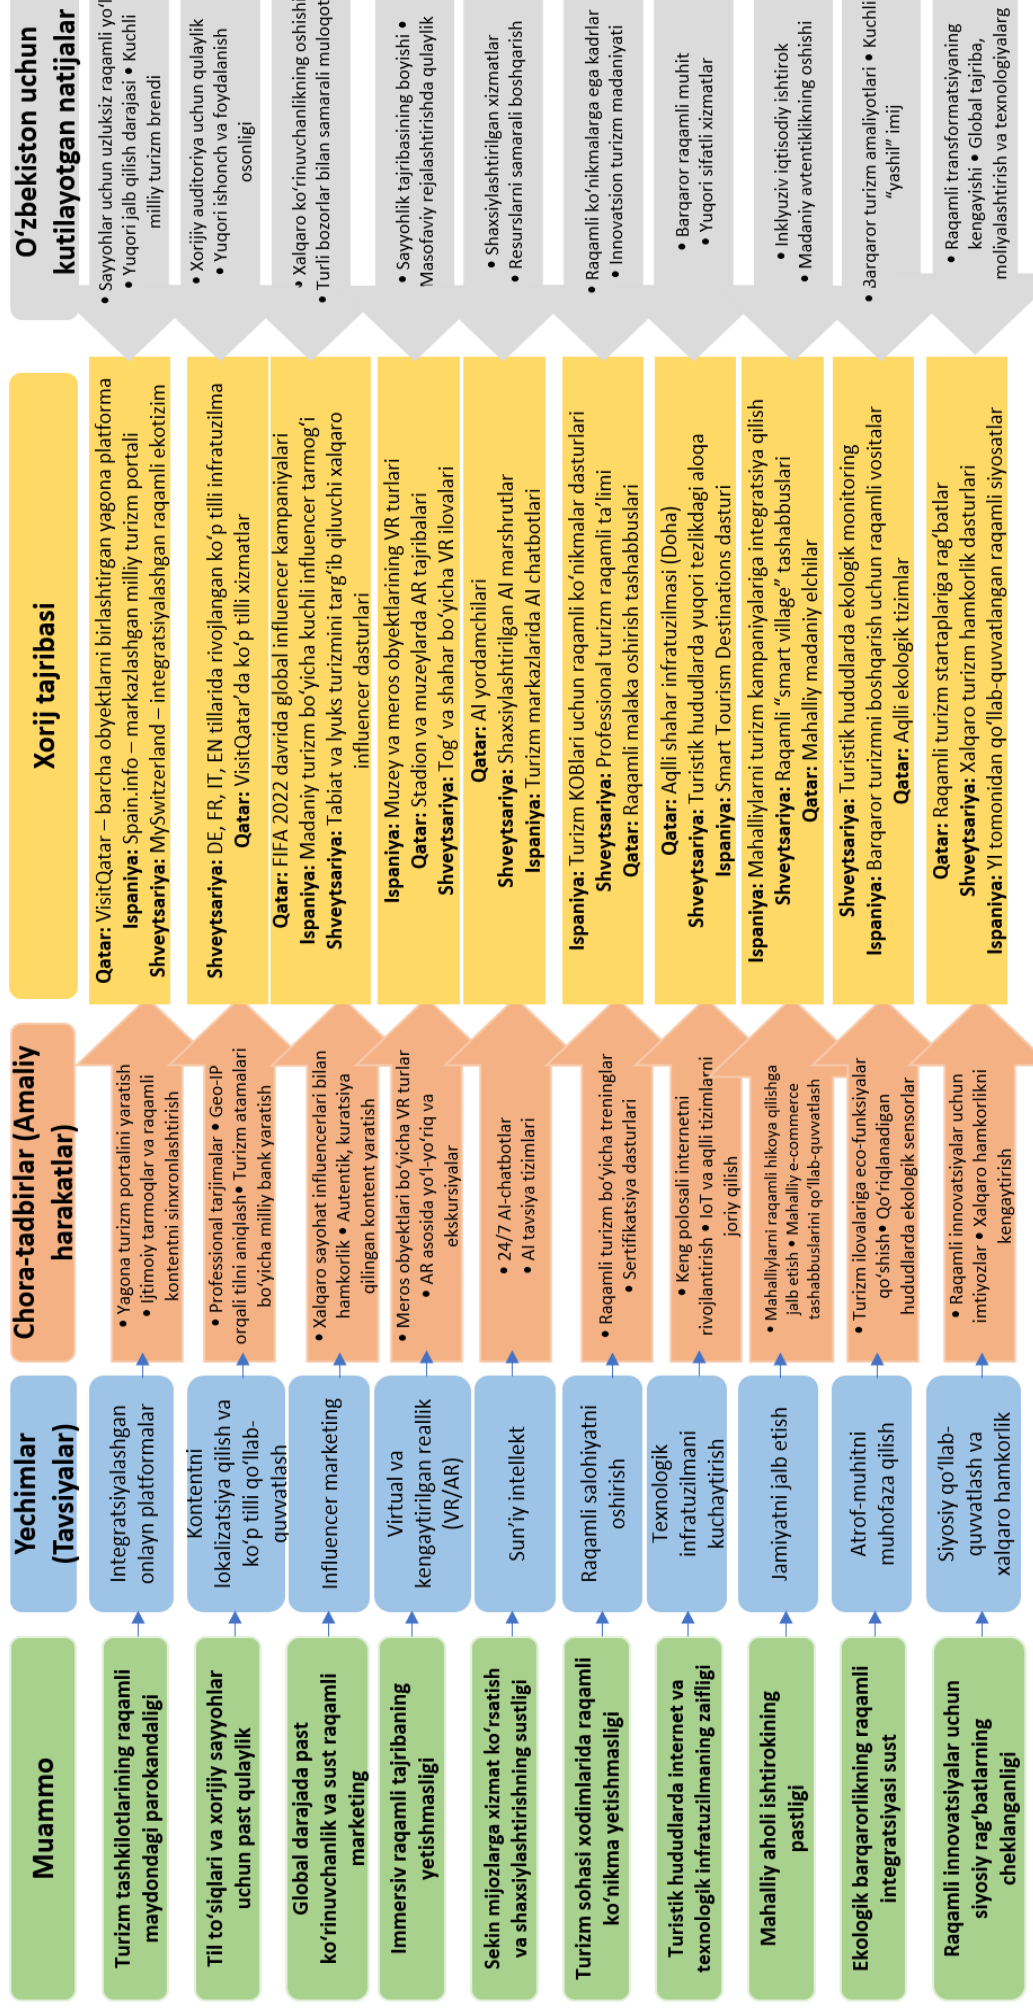 Muammo
Yechimlar
(Tavsiyalar)
Chora-tadbirlar (Amaliy
harakatlar)
Xorij tajribasi
O‘zbekiston uchun
kutilayotgan natijalar
Turizm tashkilotlarining raqamli
maydondagi parokandaligi
Integratsiyalashgan
onlayn platformalar
• Yagona turizm portalini yaratish
• Ijtimoiy tarmoqlar va raqamli
kontentni sinxronlashtirish
Qatar: VisitQatar – barcha obyektlarni birlashtirgan yagona platforma
Ispaniya: Spain.info – markazlashgan milliy turizm portali
Shveytsariya: MySwitzerland – integratsiyalashgan raqamli ekotizim
• Sayyohlar uchun uzluksiz raqamli yo‘l
• Yuqori jalb qilish darajasi • Kuchli
milliy turizm brendi
Til to‘siqlari va xorijiy sayyohlar
uchun past qulaylik
Kontentni
lokalizatsiya qilish va
ko‘p tilli qo‘llab-
quvvatlash
• Professional tarjimalar • Geo-IP
orqali tilni aniqlash• Turizm atamalari
bo‘yicha milliy bank yaratish
Shveytsariya: DE, FR, IT, EN tillarida rivojlangan ko‘p tilli infratuzilma
Qatar: VisitQatar’da ko‘p tilli xizmatlar
• Xorijiy auditoriya uchun qulaylik
• Yuqori ishonch va foydalanish
osonligi
Global darajada past
ko‘rinuvchanlik va sust raqamli
marketing
Influencer marketing
• Xalqaro sayohat influencerlari bilan
hamkorlik • Autentik, kuratsiya
qilingan kontent yaratish
Qatar: FIFA 2022 davrida global influencer kampaniyalari
Ispaniya: Madaniy turizm bo‘yicha kuchli influencer tarmog‘i
Shveytsariya: Tabiat va lyuks turizmini targ‘ib qiluvchi xalqaro
influencer dasturlari
• Xalqaro ko‘rinuvchanlikning oshishi
• Turli bozorlar bilan samarali muloqot
Immersiv raqamli tajribaning
yetishmasligi
Virtual va
kengaytirilgan reallik
(VR/AR)
• Meros obyektlari bo‘yicha VR turlar
• AR asosida yo‘l-yo‘riq va
ekskursiyalar
Ispaniya: Muzey va meros obyektlarining VR turlari
Qatar: Stadion va muzeylarda AR tajribalari
Shveytsariya: Tog‘ va shahar bo‘yicha VR ilovalari
• Sayyohlik tajribasining boyishi •
Masofaviy rejalashtirishda qulaylik
Sekin mijozlarga xizmat ko‘rsatish
va shaxsiylashtirishning sustligi
Sun’iy intellekt
• 24/7 AI-chatbotlar
• AI tavsiya tizimlari
Qatar: AI yordamchilari
Shveytsariya: Shaxsiylashtirilgan AI marshrutlar
Ispaniya: Turizm markazlarida AI chatbotlari
• Shaxsiylashtirilgan xizmatlar
• Resurslarni samarali boshqarish
Turizm sohasi xodimlarida raqamli
ko‘nikma yetishmasligi
Raqamli salohiyatni
oshirish
• Raqamli turizm bo‘yicha treninglar
• Sertifikatsiya dasturlari
Ispaniya: Turizm KOBlari uchun raqamli ko‘nikmalar dasturlari
Shveytsariya: Professional turizm raqamli ta’limi
Qatar: Raqamli malaka oshirish tashabbuslari
• Raqamli ko‘nikmalarga ega kadrlar
• Innovatsion turizm madaniyati
Turistik hududlarda internet va
texnologik infratuzilmaning zaifligi
Texnologik
infratuzilmani
kuchaytirish
• Keng polosali internetni
rivojlantirish • IoT va aqlli tizimlarni
joriy qilish
Qatar: Aqlli shahar infratuzilmasi (Doha)
Shveytsariya: Turistik hududlarda yuqori tezlikdagi aloqa
Ispaniya: Smart Tourism Destinations dasturi
• Barqaror raqamli muhit
• Yuqori sifatli xizmatlar
Mahalliy aholi ishtirokining
pastligi
Jamiyatni jalb etish
• Mahalliylarni raqamli hikoya qilishga
jalb etish • Mahalliy e-commerce
tashabbuslarini qo‘llab-quvvatlash
Ispaniya: Mahalliylarni turizm kampaniyalariga integratsiya qilish
Shveytsariya: Raqamli “smart village” tashabbuslari
Qatar: Mahalliy madaniy elchilar
• Inklyuziv iqtisodiy ishtirok
• Madaniy avtentiklikning oshishi
Ekologik barqarorlikning raqamli
integratsiyasi sust
Atrof-muhitni
muhofaza qilish
• Turizm ilovalariga eco-funksiyalar
qo‘shish• Qo‘riqlanadigan
hududlarda ekologik sensorlar
Shveytsariya: Turistik hududlarda ekologik monitoring
Ispaniya: Barqaror turizmni boshqarish uchun raqamli vositalar
Qatar: Aqlli ekologik tizimlar
• Barqaror turizm amaliyotlari • Kuchli
“yashil” imij
Raqamli innovatsiyalar uchun
siyosiy rag‘batlarning
cheklanganligi
Siyosiy qo‘llab-
quvvatlash va
xalqaro hamkorlik
• Raqamli innovatsiyalar uchun
imtiyozlar • Xalqaro hamkorlikni
kengaytirish
Qatar: Raqamli turizm startaplariga rag‘batlar
Shveytsariya: Xalqaro turizm hamkorlik dasturlari
Ispaniya: YI tomonidan qo‘llab-quvvatlangan raqamli siyosatlar
• Raqamli transformatsiyaning
kengayishi • Global tajriba,
moliyalashtirish va texnologiyalarg